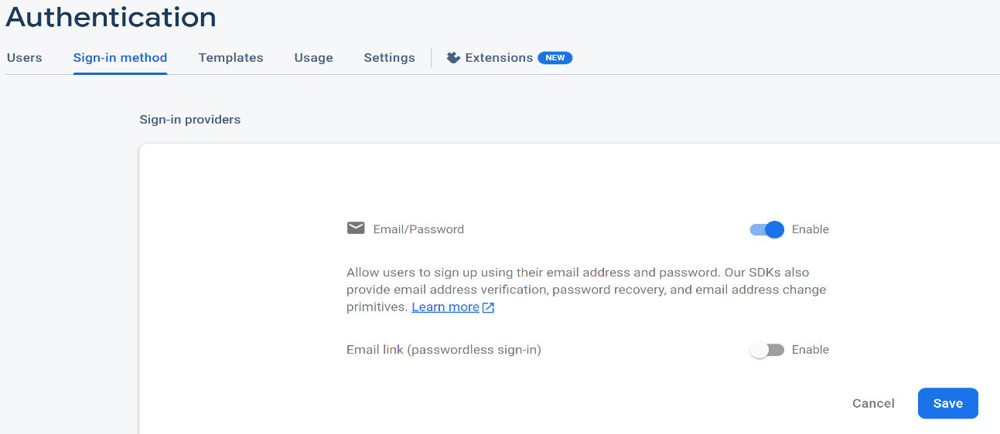 Authentication
Users Sign-in method Templates Usage Settings Extensions NEW
Sign-in providers
Email/Password Enable
Allow users to sign up using their email address and password. Our SDKs also
provide email address verification, password recovery, and email address change
primitives. Learn more
Email link (passwordless sign-in) Enable
Cancel Save